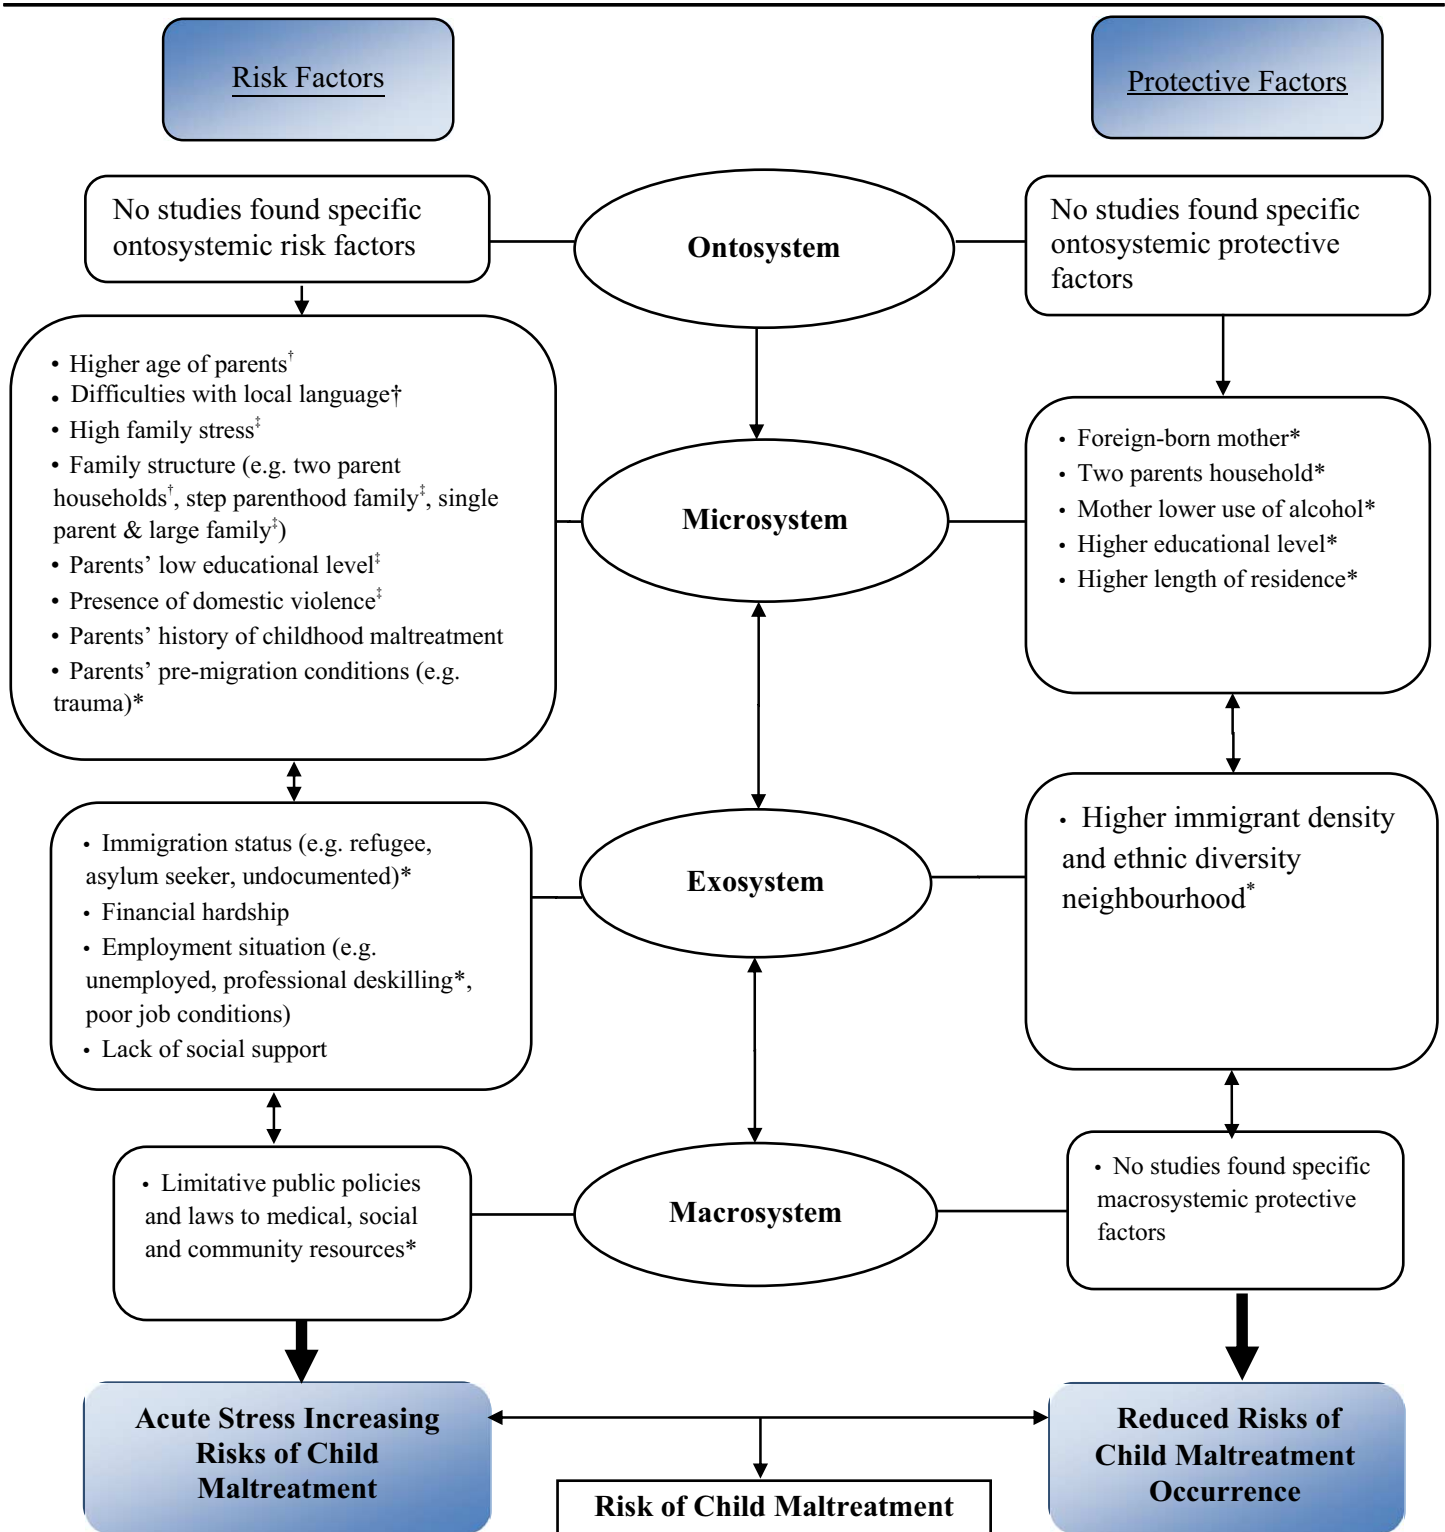 Risk Factors
Protective Factors
No studies found specific
ontosystemic risk factors
Ontosystem
No studies found specific
ontosystemic protective
factors
• Higher age of parents†
• Difficulties with local language†
• High family stress‡
• Family structure (e.g. two parent
households†, step parenthood family‡, single
parent & large family‡)
• Parents’ low educational level‡
• Presence of domestic violence‡
• Parents’ history of childhood maltreatment
• Parents’ pre-migration conditions (e.g.
trauma)*
Microsystem
• Foreign-born mother*
• Two parents household*
• Mother lower use of alcohol*
• Higher educational level*
• Higher length of residence*
• Immigration status (e.g. refugee,
asylum seeker, undocumented)*
• Financial hardship
• Employment situation (e.g.
unemployed, professional deskilling*,
poor job conditions)
• Lack of social support
Exosystem
• Higher immigrant density
and ethnic diversity
neighbourhood*
• Limitative public policies
and laws to medical, social
and community resources*
Macrosystem
• No studies found specific
macrosystemic protective
factors
Acute Stress Increasing
Risks of Child
Maltreatment
Risk of Child Maltreatment
Reduced Risks of
Child Maltreatment
Occurrence